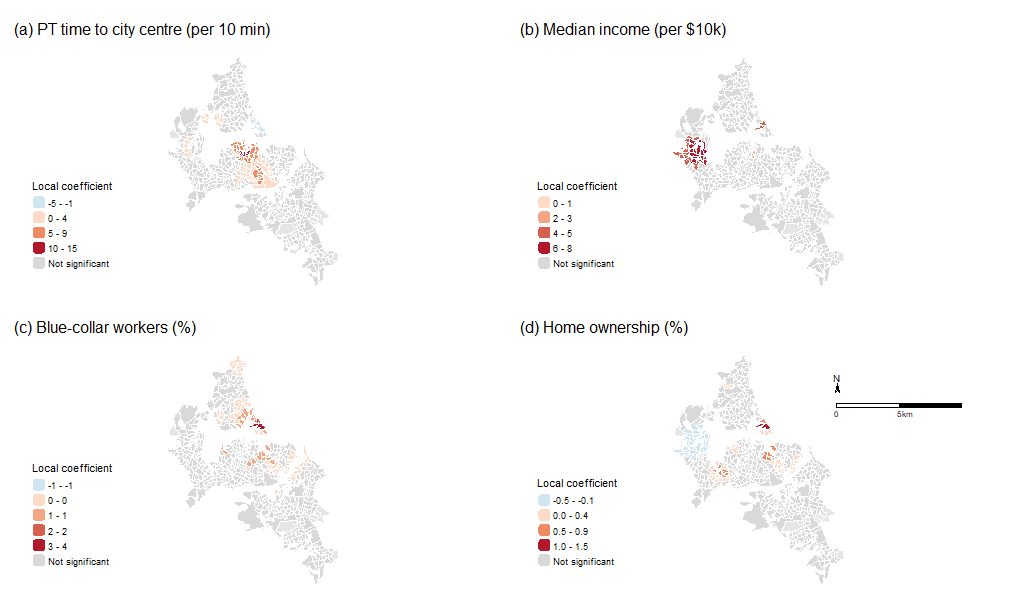 (a) PT time to city centre (per 10 min)
Local coefficient
-5 - -1
0 - 4
5 - 9
10 - 15
Not significant
(b) Median income (per $10k)
Local coefficient
0 - 1
2 - 3
4 - 5
6 - 8
Not significant
(c) Blue-collar workers (%)
Local coefficient
-1 - -1
0 - 0
1 - 1
2 - 2
3 - 4
Not significant
(d) Home ownership (%)
N
0 5km
Local coefficient
-0.5 - -0.1
0.0 - 0.4
0.5 - 0.9
1.0 - 1.5
Not significant